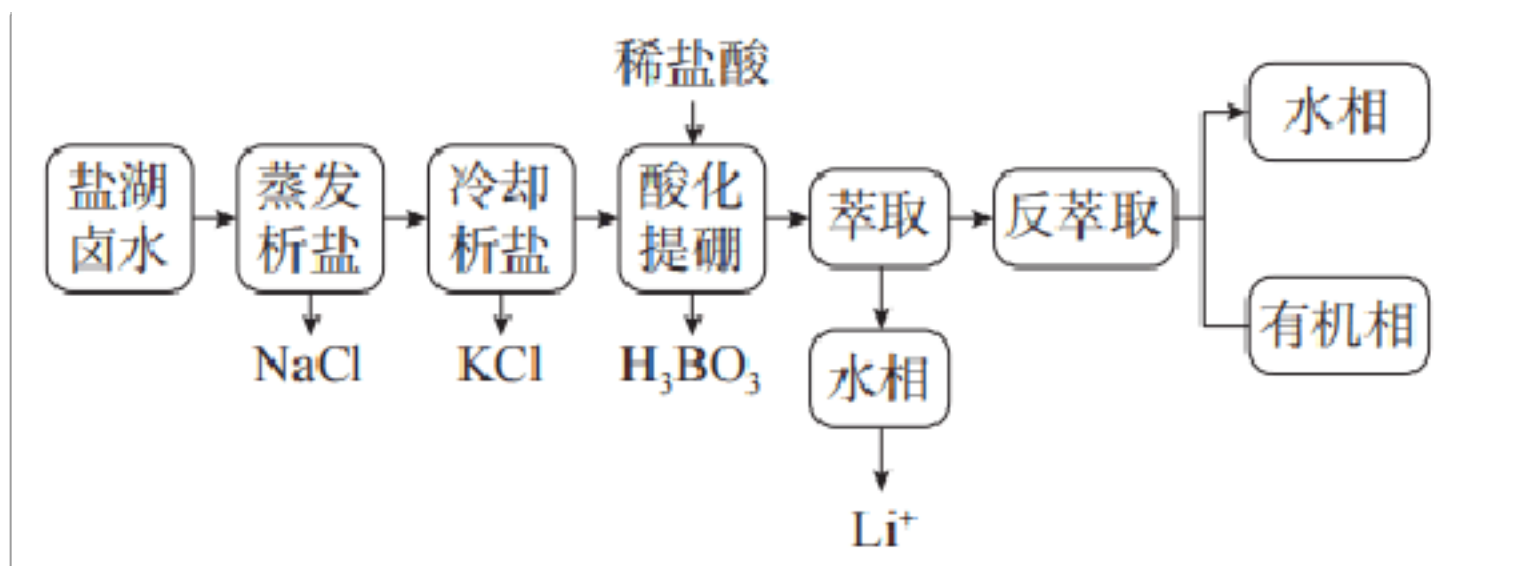 稀盐酸
盐湖
卤水
蒸发
析盐
冷却
析盐
酸化
提硼
萃取
反萃取
水相
有机相
NaCl
KCl
H₃BO₃
水相
Li⁺